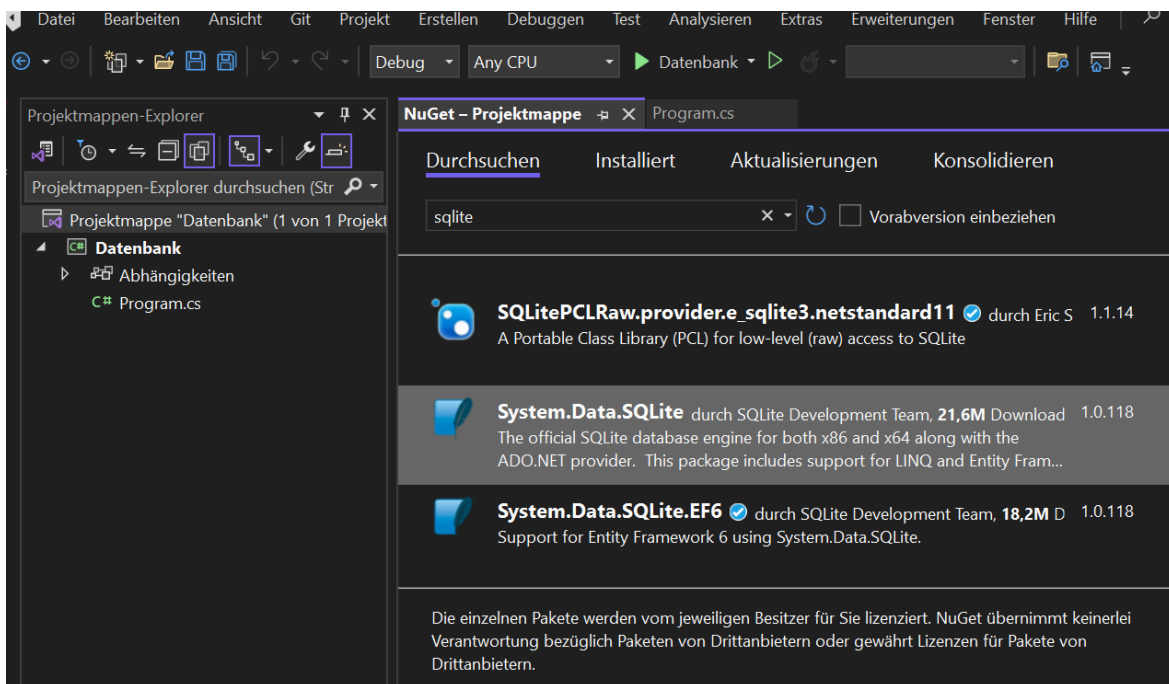 Datei Bearbeiten Ansicht Git Projekt Erstellen Debuggen Test Analysieren Extras Erweiterungen Fenster Hilfe
Debug Any CPU Datenbank
Projektmappen-Explorer
Projektmappen-Explorer durchsuchen (Str
Projektmappe "Datenbank" (1 von 1 Projekt
C# Datenbank
Abhängigkeiten
C# Program.cs
NuGet – Projektmappe Program.cs
Durchsuchen Installiert Aktualisierungen Konsolidieren
sqlite Vorabversion einbeziehen
SQLitePCLRaw.provider.e_sqlite3.netstandard11 durch Eric S 1.1.14
A Portable Class Library (PCL) for low-level (raw) access to SQLite
System.Data.SQLite durch SQLite Development Team, 21,6M Download 1.0.118
The official SQLite database engine for both x86 and x64 along with the
ADO.NET provider. This package includes support for LINQ and Entity Fram...
System.Data.SQLite.EF6 durch SQLite Development Team, 18,2M D 1.0.118
Support for Entity Framework 6 using System.Data.SQLite.
Die einzelnen Pakete werden vom jeweiligen Besitzer für Sie lizenziert. NuGet übernimmt keinerlei
Verantwortung bezüglich Paketen von Drittanbietern oder gewährt Lizenzen für Pakete von
Drittanbietern.